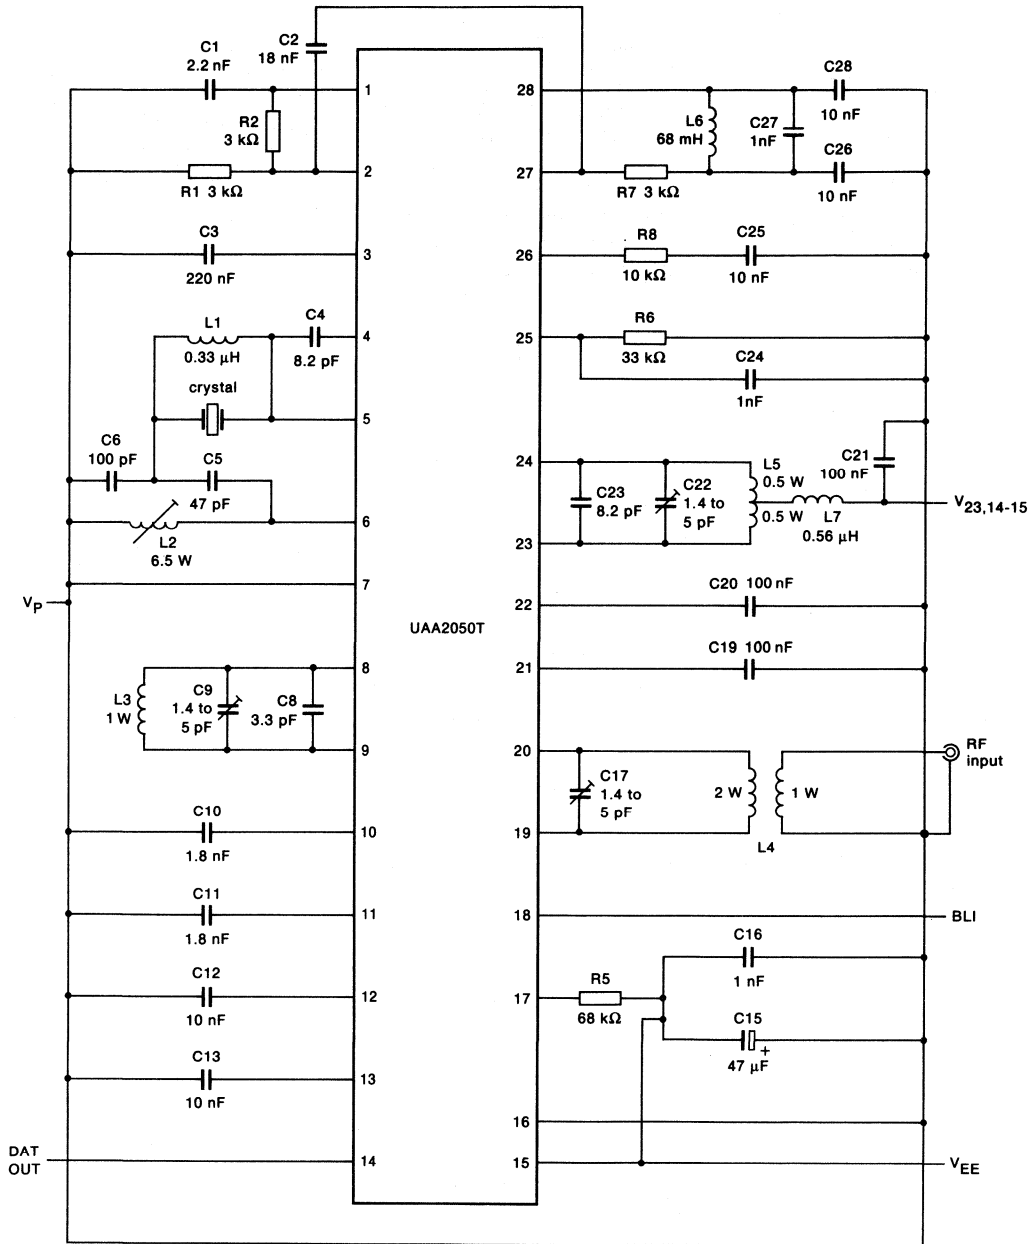 C1
2.2 nF
C2
18 nF
1
R2
3 kΩ
2
R1 3 kΩ
C3
3
220 nF
L1
0.33 μH
C4
4
8.2 pF
crystal
5
C6
100 pF
C5
47 pF
6
L2
6.5 W
7
VP
UAA2050T
8
L3
1 W
C9
1.4 to
5 pF
C8
3.3 pF
9
C10
10
1.8 nF
C11
11
1.8 nF
C12
12
10 nF
C13
13
10 nF
DAT
OUT
14
28
C28
10 nF
L6
68 mH
C27
1nF
C26
10 nF
27
R7 3 kΩ
26
R8
10 kΩ
C25
10 nF
25
R6
33 kΩ
C24
1nF
24
C23
8.2 pF
C22
1.4 to
5 pF
L5
0.5 W
0.5 W
L7
0.56 μH
C21
100 nF
V23,14-15
23
22
C20 100 nF
21
C19 100 nF
20
C17
1.4 to
5 pF
2 W
1 W
RF
input
19
L4
18
BLI
17
R5
68 kΩ
C16
1 nF
C15
+
47 μF
16
15
VEE